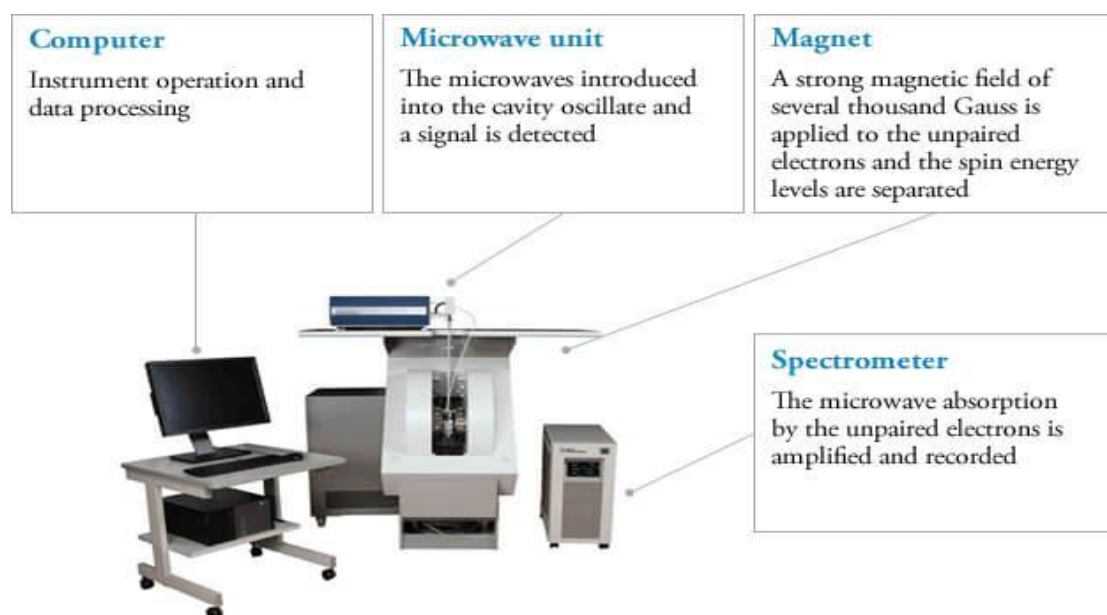 Computer
Instrument operation and
data processing
Microwave unit
The microwaves introduced
into the cavity oscillate and
a signal is detected
Magnet
A strong magnetic field of
several thousand Gauss is
applied to the unpaired
electrons and the spin energy
levels are separated
Spectrometer
The microwave absorption
by the unpaired electrons is
amplified and recorded